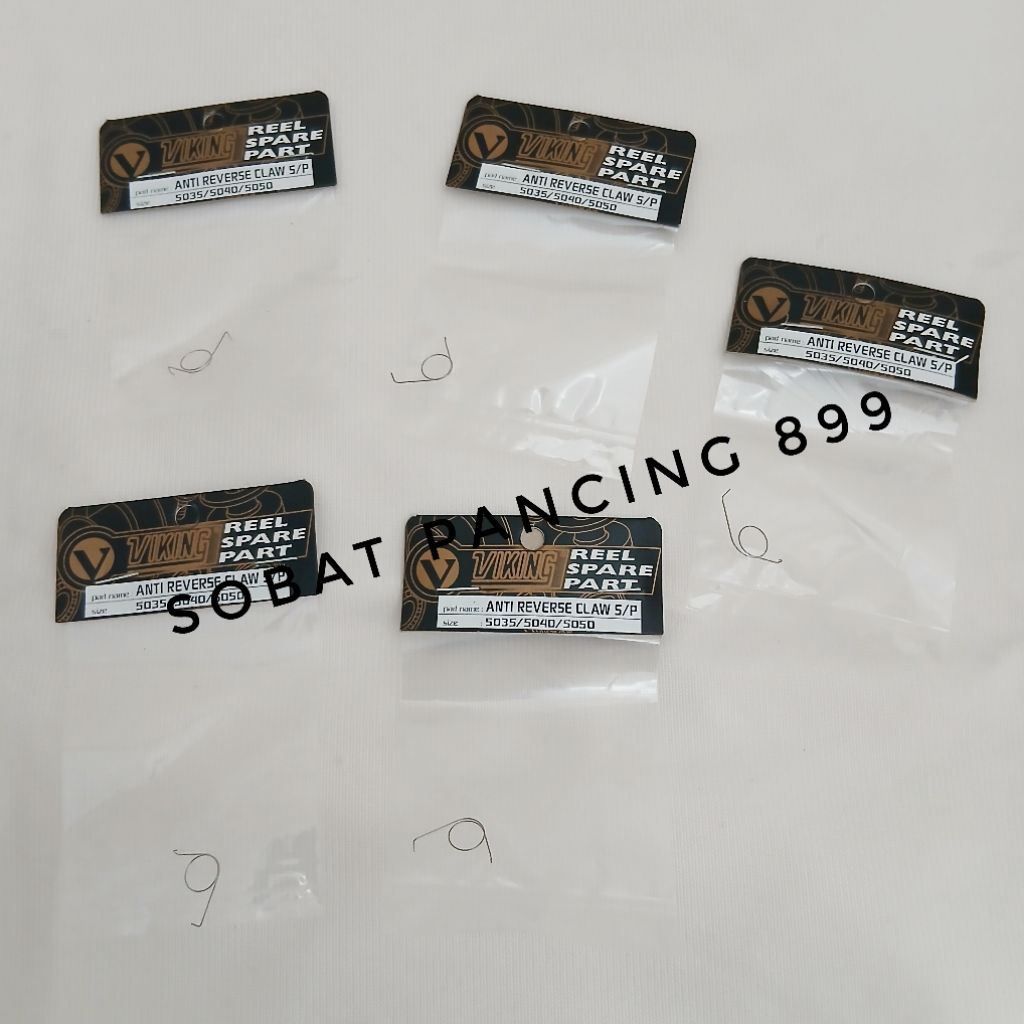 V VIKING REEL SPARE PART
part name : ANTI REVERSE CLAW S/P
size : 5035/5040/5050
V VIKING REEL SPARE PART
part name : ANTI REVERSE CLAW S/P
size : 5035/5040/5050
V VIKING REEL SPARE PART
part name : ANTI REVERSE CLAW S/P
size : 5035/5040/5050
SOBAT PANCING 899
V VIKING REEL SPARE PART
part name : ANTI REVERSE CLAW S/P
size : 5035/5040/5050
V VIKING REEL SPARE PART
part name : ANTI REVERSE CLAW S/P
size : 5035/5040/5050